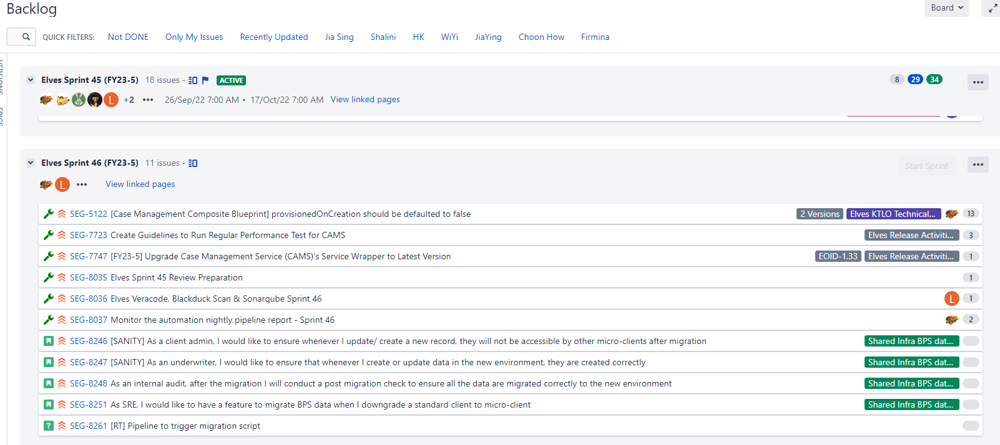 Backlog
Board
QUICK FILTERS: Not DONE Only My Issues Recently Updated Jia Sing Shalini HK WiYi JiaYing Choon How Firmina
VERSIONS
EPICS
Elves Sprint 45 (FY23-5) 18 issues - ACTIVE 8 29 34
L +2 26/Sep/22 7:00 AM • 17/Oct/22 7:00 AM View linked pages
Elves Sprint 46 (FY23-5) 11 issues - Start Sprint
L View linked pages
SEG-5122 [Case Management Composite Blueprint] provisionedOnCreation should be defaulted to false 2 Versions Elves KTLO Technical... 13
SEG-7723 Create Guidelines to Run Regular Performance Test for CAMS Elves Release Activiti... 3
SEG-7747 [FY23-5] Upgrade Case Management Service (CAMS)'s Service Wrapper to Latest Version EOID-1.33 Elves Release Activiti... 1
SEG-8035 Elves Sprint 45 Review Preparation 1
SEG-8036 Elves Veracode, Blackduck Scan & Sonarqube Sprint 46 L 1
SEG-8037 Monitor the automation nightly pipeline report - Sprint 46 2
SEG-8246 [SANITY] As a client admin, I would like to ensure whenever I update/ create a new record, they will not be accessible by other micro-clients after migration Shared Infra BPS dat...
SEG-8247 [SANITY] As an underwriter, I would like to ensure that whenever I create or update data in the new environment, they are created correctly Shared Infra BPS dat...
SEG-8248 As an internal audit, after the migration I will conduct a post migration check to ensure all the data are migrated correctly to the new environment Shared Infra BPS dat...
SEG-8251 As SRE, I would like to have a feature to migrate BPS data when I downgrade a standard client to micro-client Shared Infra BPS dat...
SEG-8261 [RT] Pipeline to trigger migration script